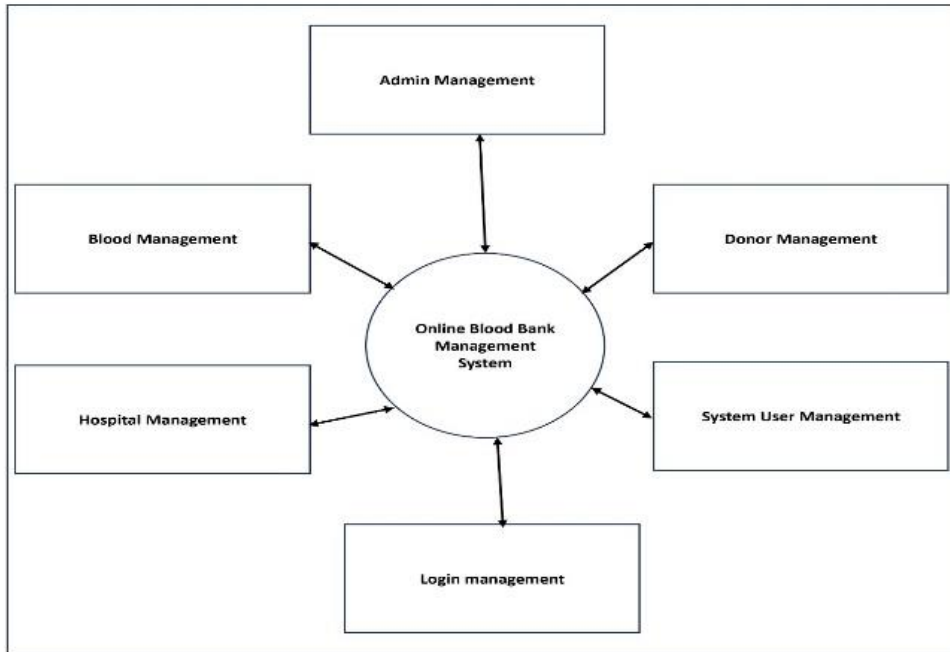 Admin Management
Blood Management
Donor Management
Online Blood Bank
Management
System
Hospital Management
System User Management
Login management